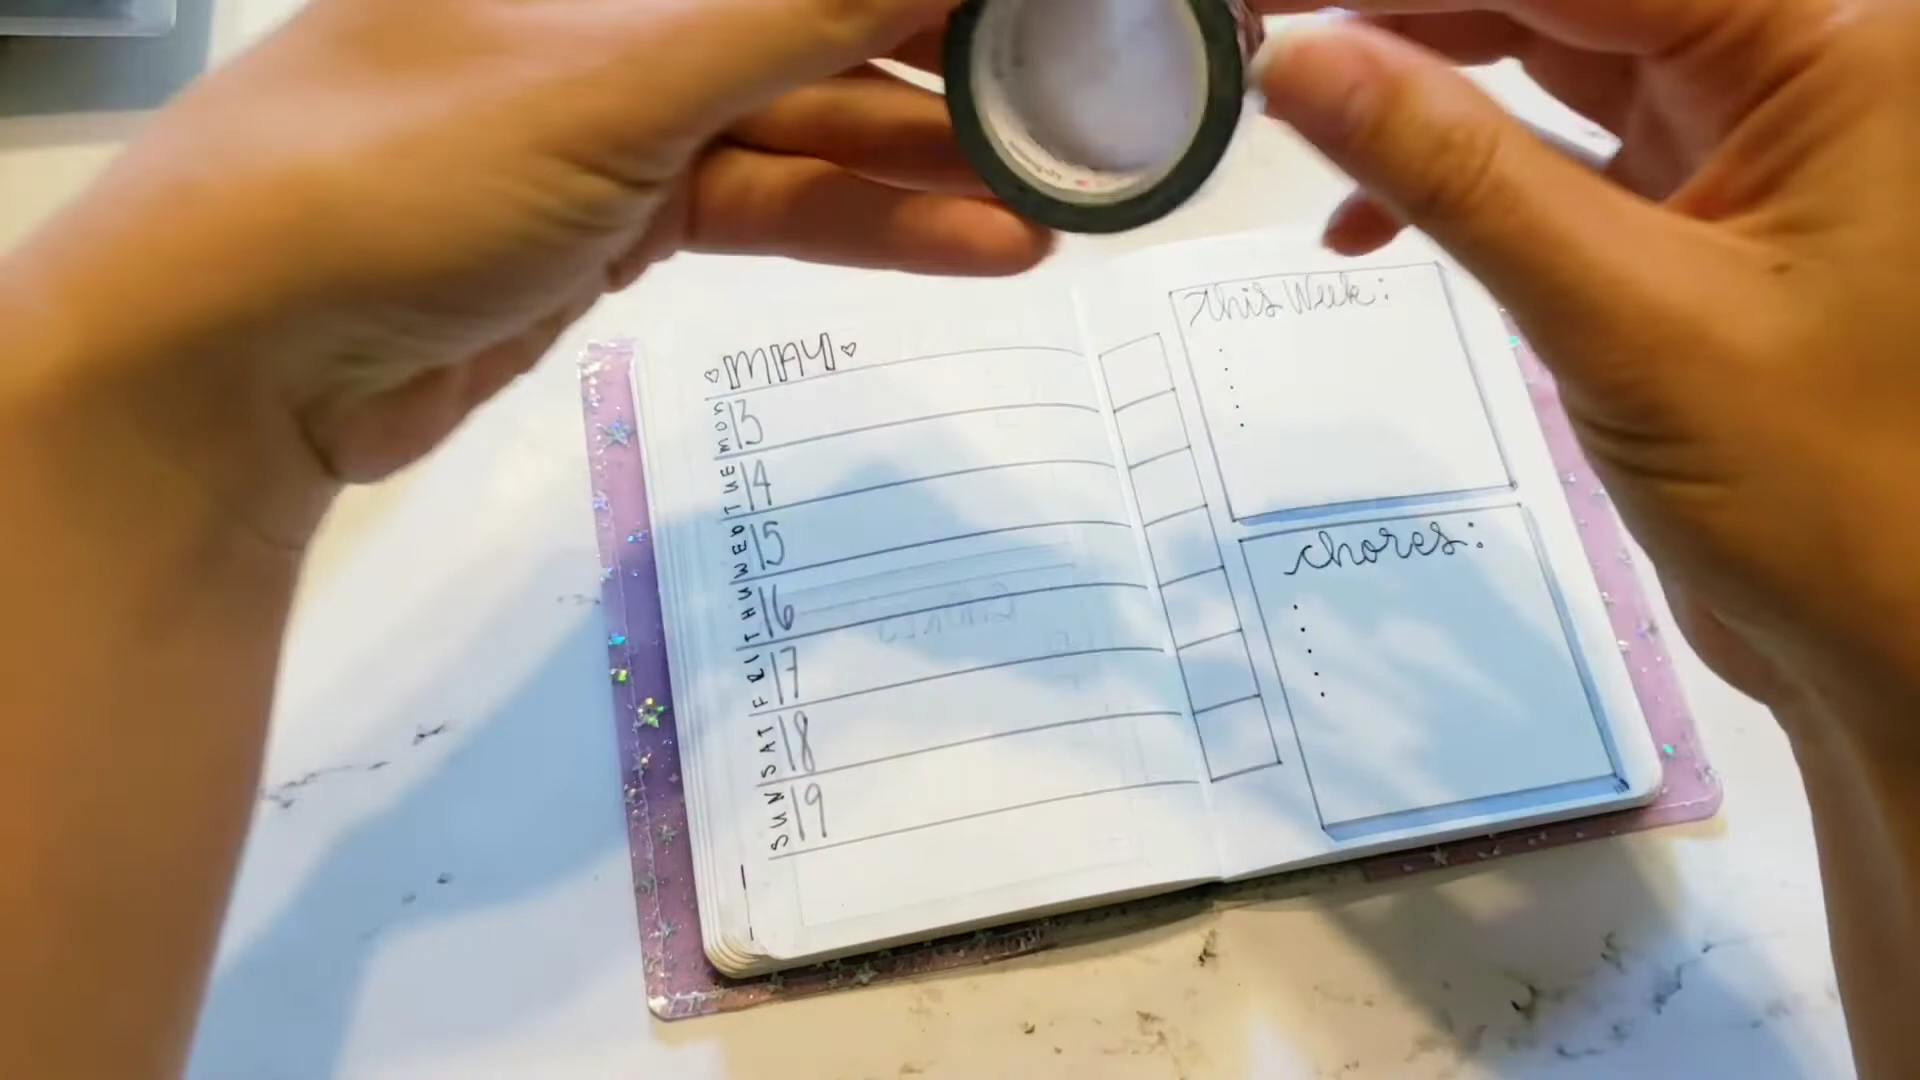 ♡ MAY ♡
MON 13
TUE 14
WED 15
THU 16
FRI 17
SAT 18
SUN 19
This Week:
chores: